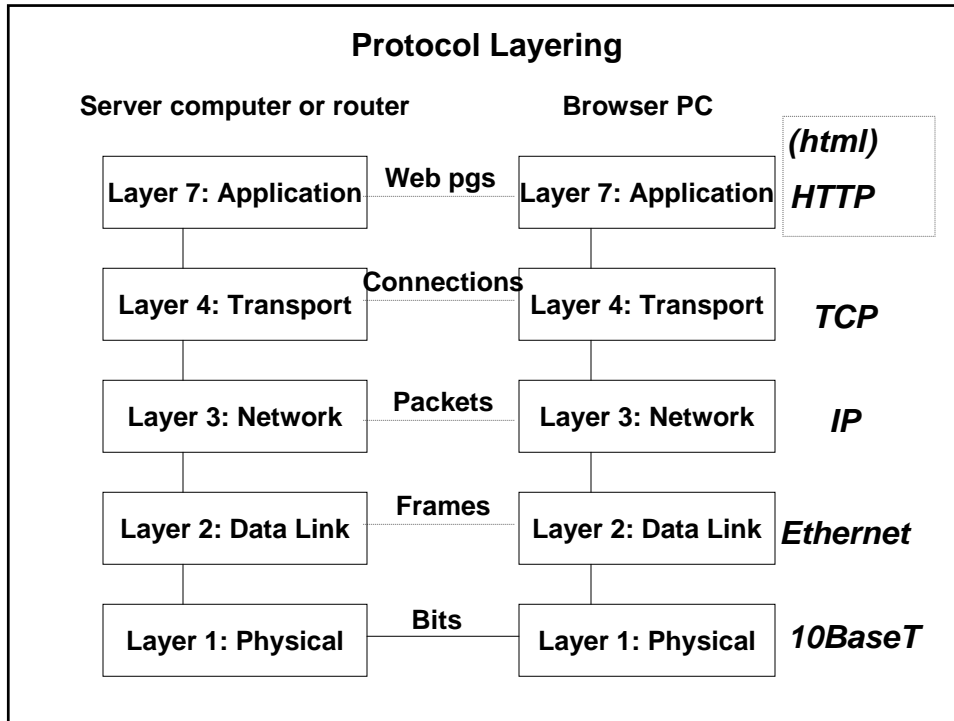 Protocol Layering
Server computer or router
Browser PC
(html)
Layer 7: Application
Web pgs
Layer 7: Application
HTTP
Layer 4: Transport
Connections
Layer 4: Transport
TCP
Layer 3: Network
Packets
Layer 3: Network
IP
Layer 2: Data Link
Frames
Layer 2: Data Link
Ethernet
Layer 1: Physical
Bits
Layer 1: Physical
10BaseT